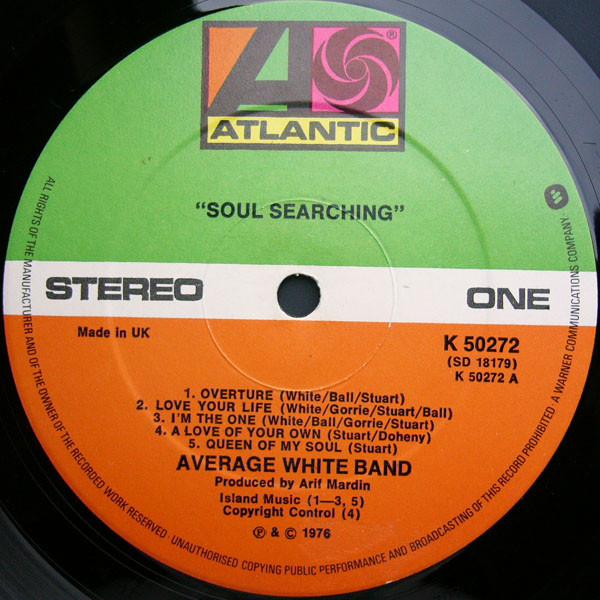 A
®
ATLANTIC
"SOUL SEARCHING"
STEREO
ONE
Made in UK
K 50272
(SD 18179)
K 50272 A
1. OVERTURE (White/Ball/Stuart)
2. LOVE YOUR LIFE (White/Gorrie/Stuart/Ball)
3. I'M THE ONE (White/Ball/Gorrie/Stuart)
4. A LOVE OF YOUR OWN (Stuart/Doheny)
5. QUEEN OF MY SOUL (Stuart)
AVERAGE WHITE BAND
Produced by Arif Mardin
Island Music (1—3, 5)
Copyright Control (4)
℗ & © 1976
ALL RIGHTS OF THE MANUFACTURER AND OF THE OWNER OF THE RECORDED WORK RESERVED · UNAUTHORISED COPYING PUBLIC PERFORMANCE AND BROADCASTING OF THIS RECORD PROHIBITED · A WARNER COMMUNICATIONS COMPANY